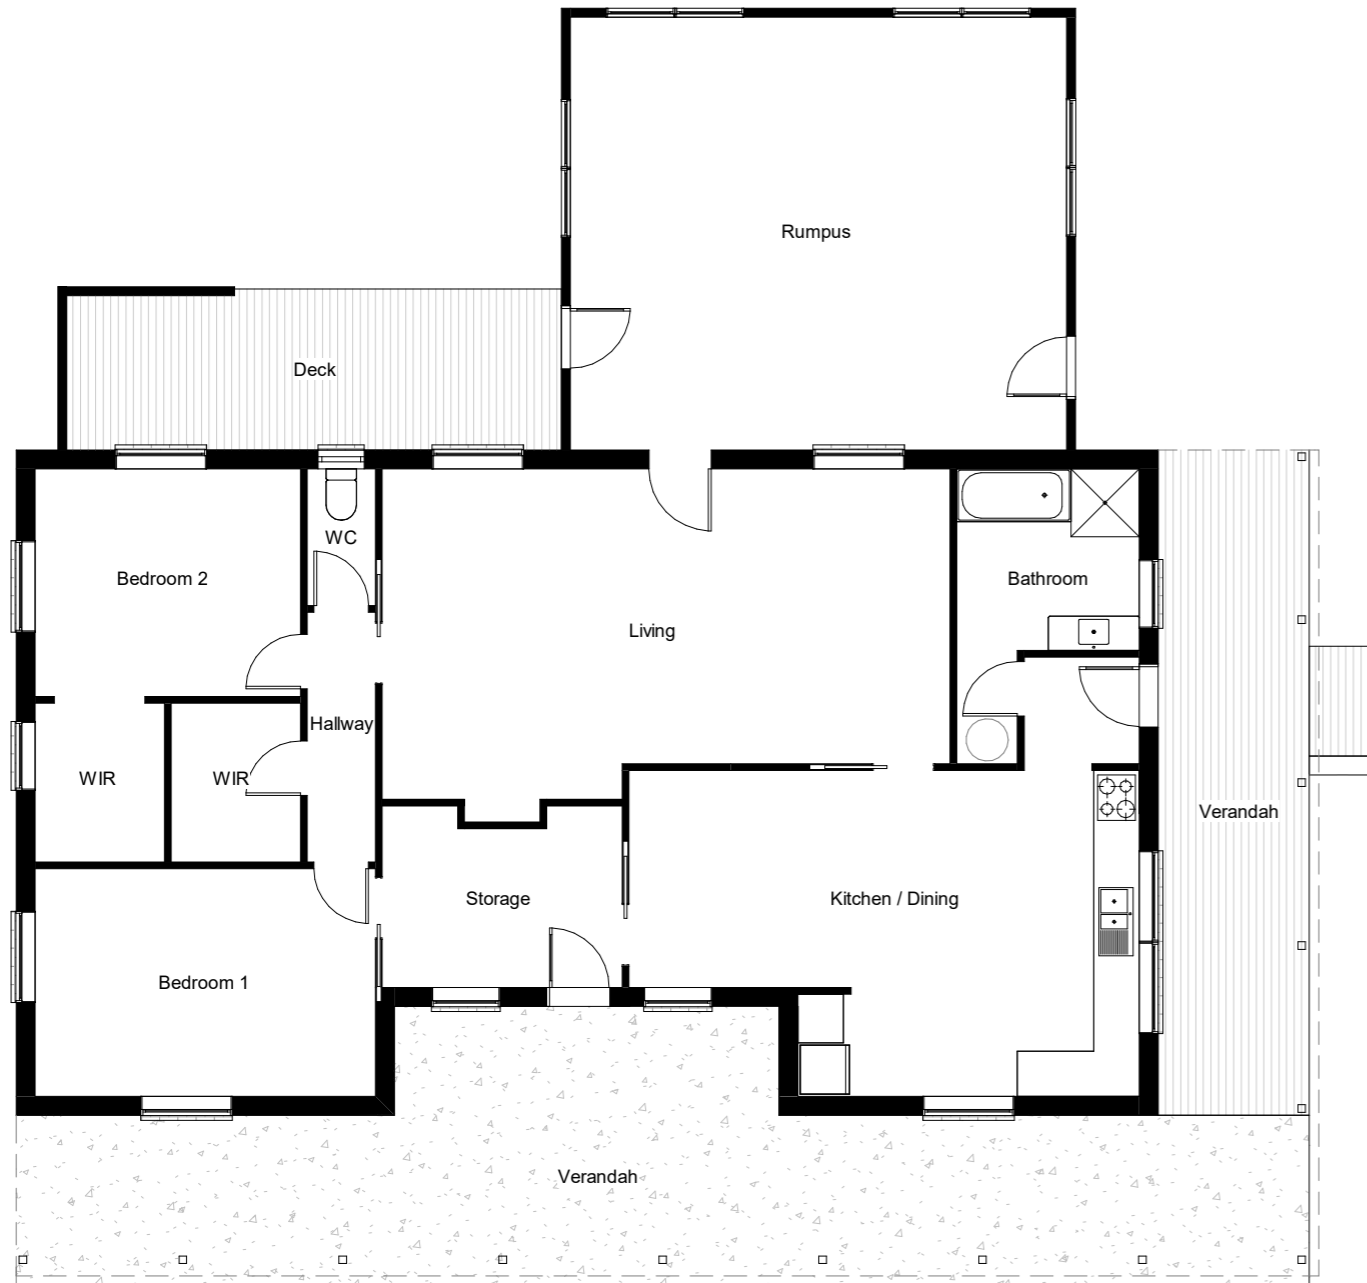 Rumpus
Deck
WC
Bedroom 2
Bathroom
Living
Hallway
WIR
WIR
Verandah
Storage
Kitchen / Dining
Bedroom 1
Verandah